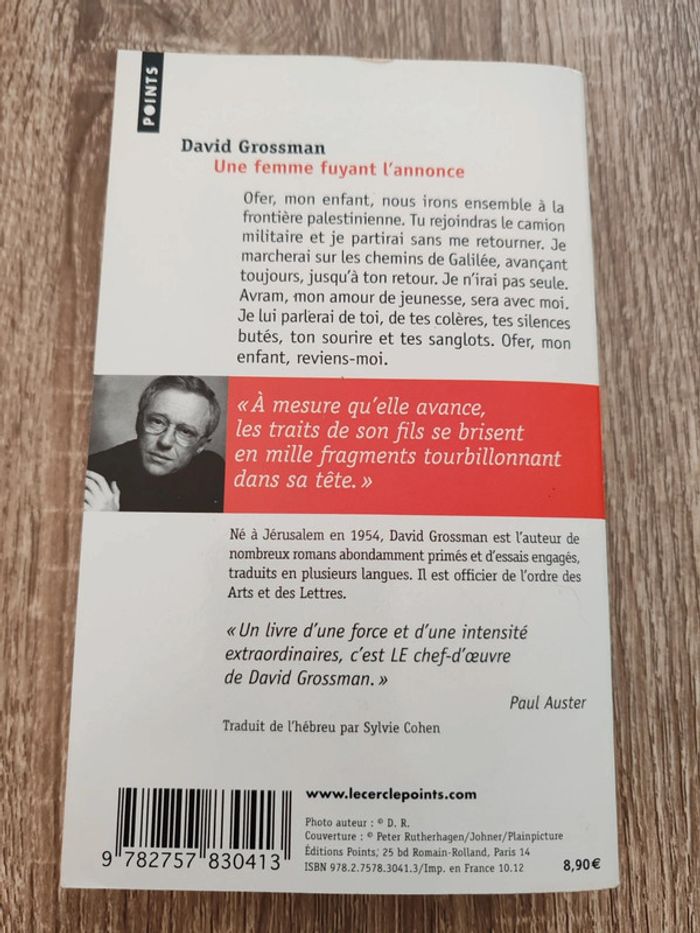 POINTS
David Grossman
Une femme fuyant l'annonce
Ofer, mon enfant, nous irons ensemble à la
frontière palestinienne. Tu rejoindras le camion
militaire et je partirai sans me retourner. Je
marcherai sur les chemins de Galilée, avançant
toujours, jusqu'à ton retour. Je n'irai pas seule.
Avram, mon amour de jeunesse, sera avec moi.
Je lui parlerai de toi, de tes colères, tes silences
butés, ton sourire et tes sanglots. Ofer, mon
enfant, reviens-moi.
« À mesure qu'elle avance,
les traits de son fils se brisent
en mille fragments tourbillonnant
dans sa tête. »
Né à Jérusalem en 1954, David Grossman est l'auteur de
nombreux romans abondamment primés et d'essais engagés,
traduits en plusieurs langues. Il est officier de l'ordre des
Arts et des Lettres.
« Un livre d'une force et d'une intensité
extraordinaires, c'est LE chef-d'œuvre
de David Grossman. »
Paul Auster
Traduit de l'hébreu par Sylvie Cohen
www.lecerclepoints.com
Photo auteur : © D. R.
Couverture : © Peter Rutherhagen/Johner/Plainpicture
Éditions Points, 25 bd Romain-Rolland, Paris 14
ISBN 978.2.7578.3041.3/Imp. en France 10.12
8,90€
9 782757 830413